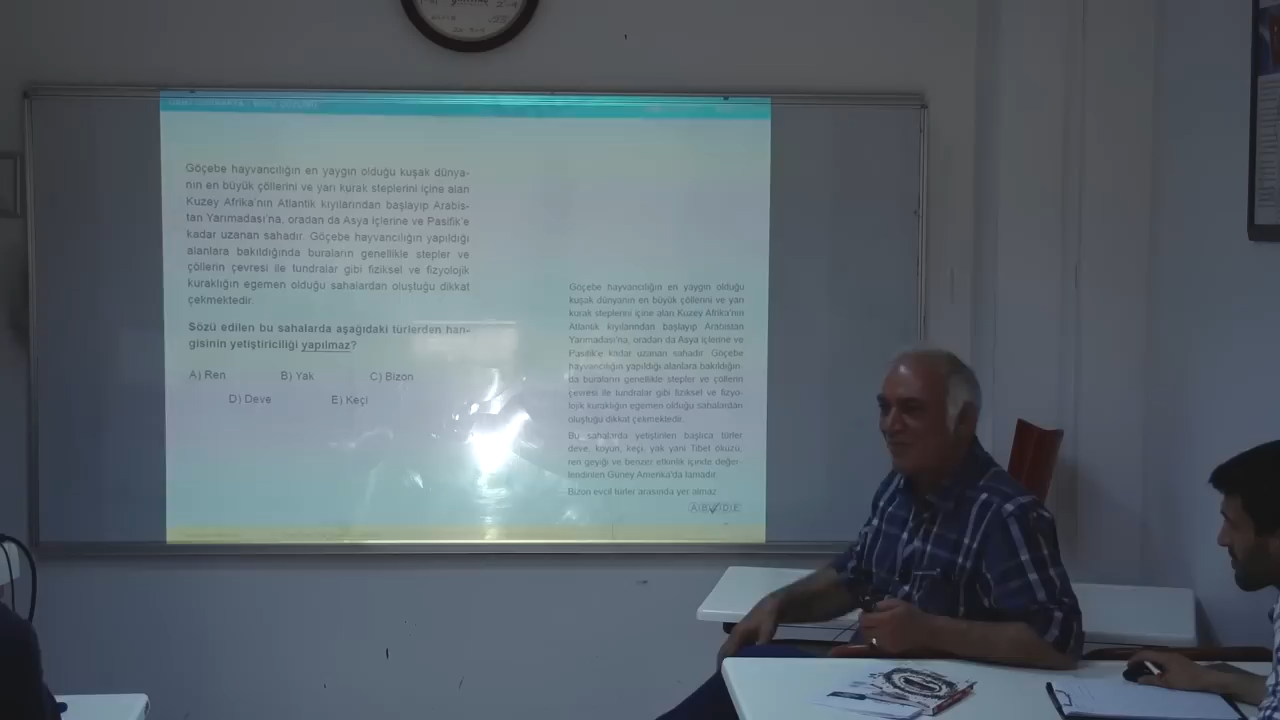 Göçebe hayvancılığın en yaygın olduğu kuşak dünya-
nın en büyük çöllerini ve yarı kurak steplerini içine alan
Kuzey Afrika'nın Atlantik kıyılarından başlayıp Arabis-
tan Yarımadası'na, oradan da Asya içlerine ve Pasifik'e
kadar uzanan sahadır. Göçebe hayvancılığın yapıldığı
alanlara bakıldığında buraların genellikle stepler ve
çöllerin çevresi ile tundralar gibi fiziksel ve fizyolojik
kuraklığın egemen olduğu sahalardan oluştuğu dikkat
çekmektedir.
Sözü edilen bu sahalarda aşağıdaki türlerden han-
gisinin yetiştiriciliği yapılmaz?
A) Ren B) Yak C) Bizon
D) Deve E) Keçi
Göçebe hayvancılığın en yaygın olduğu
kuşak dünyanın en büyük çöllerini ve yarı
kurak steplerini içine alan Kuzey Afrika'nın
Atlantik kıyılarından başlayıp Arabistan
Yarımadası'na, oradan da Asya içlerine ve
Pasifik'e kadar uzanan sahadır. Göçebe
hayvancılığın yapıldığı alanlara bakıldığın-
da buraların genellikle stepler ve çöllerin
çevresi ile tundralar gibi fiziksel ve fizyo-
lojik kuraklığın egemen olduğu sahalardan
oluştuğu dikkat çekmektedir.
Bu sahalarda yetiştirilen başlıca türler
deve, koyun, keçi, yak yani Tibet öküzü,
ren geyiği ve benzer etkinlik içinde değer-
lendirilen Güney Amerika'da lamadır.
Bizon evcil türler arasında yer almaz.
A B D E